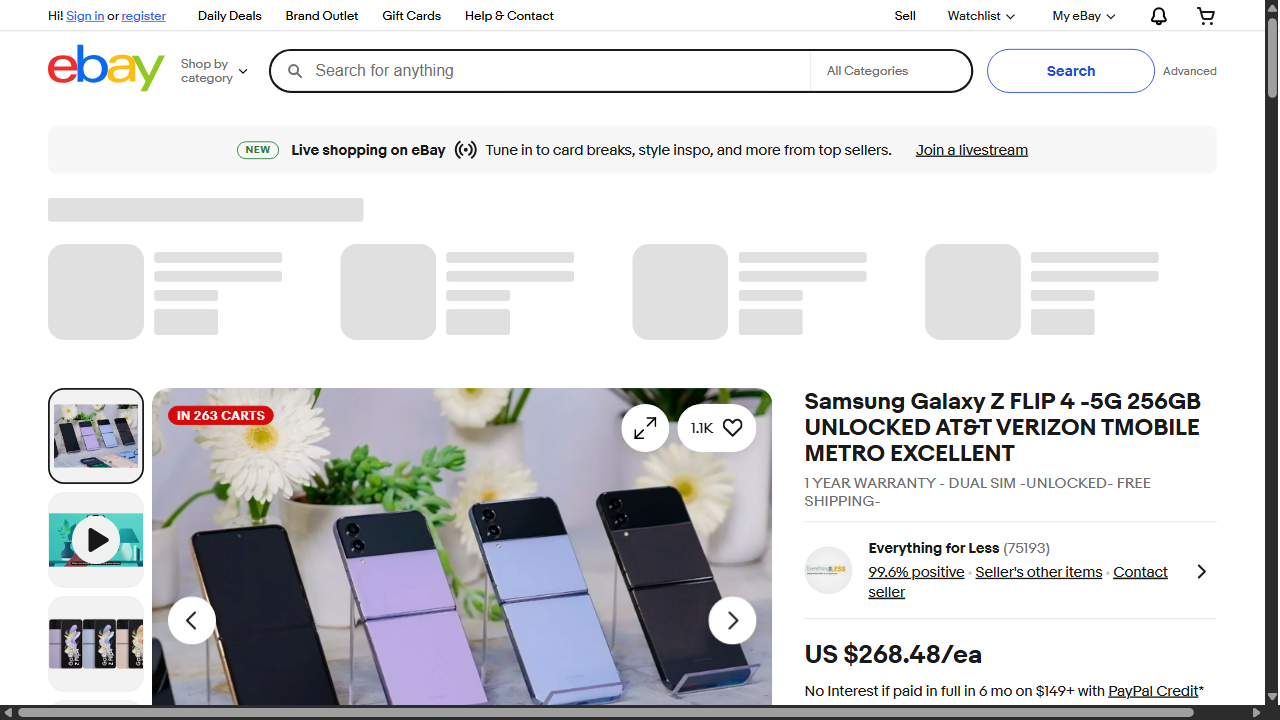 Hi! Sign in or register
Daily Deals
Brand Outlet
Gift Cards
Help & Contact
Sell
Watchlist
My eBay
ebay
Shop by
category
Search for anything
All Categories
Search
Advanced
NEW
Live shopping on eBay
Tune in to card breaks, style inspo, and more from top sellers.
Join a livestream
IN 263 CARTS
1.1K
Samsung Galaxy Z FLIP 4 -5G 256GB
UNLOCKED AT&T VERIZON TMOBILE
METRO EXCELLENT
1 YEAR WARRANTY - DUAL SIM -UNLOCKED- FREE
SHIPPING-
Everything for Less (75193)
99.6% positive
Seller's other items
Contact
seller
US $268.48/ea
No Interest if paid in full in 6 mo on $149+ with PayPal Credit*